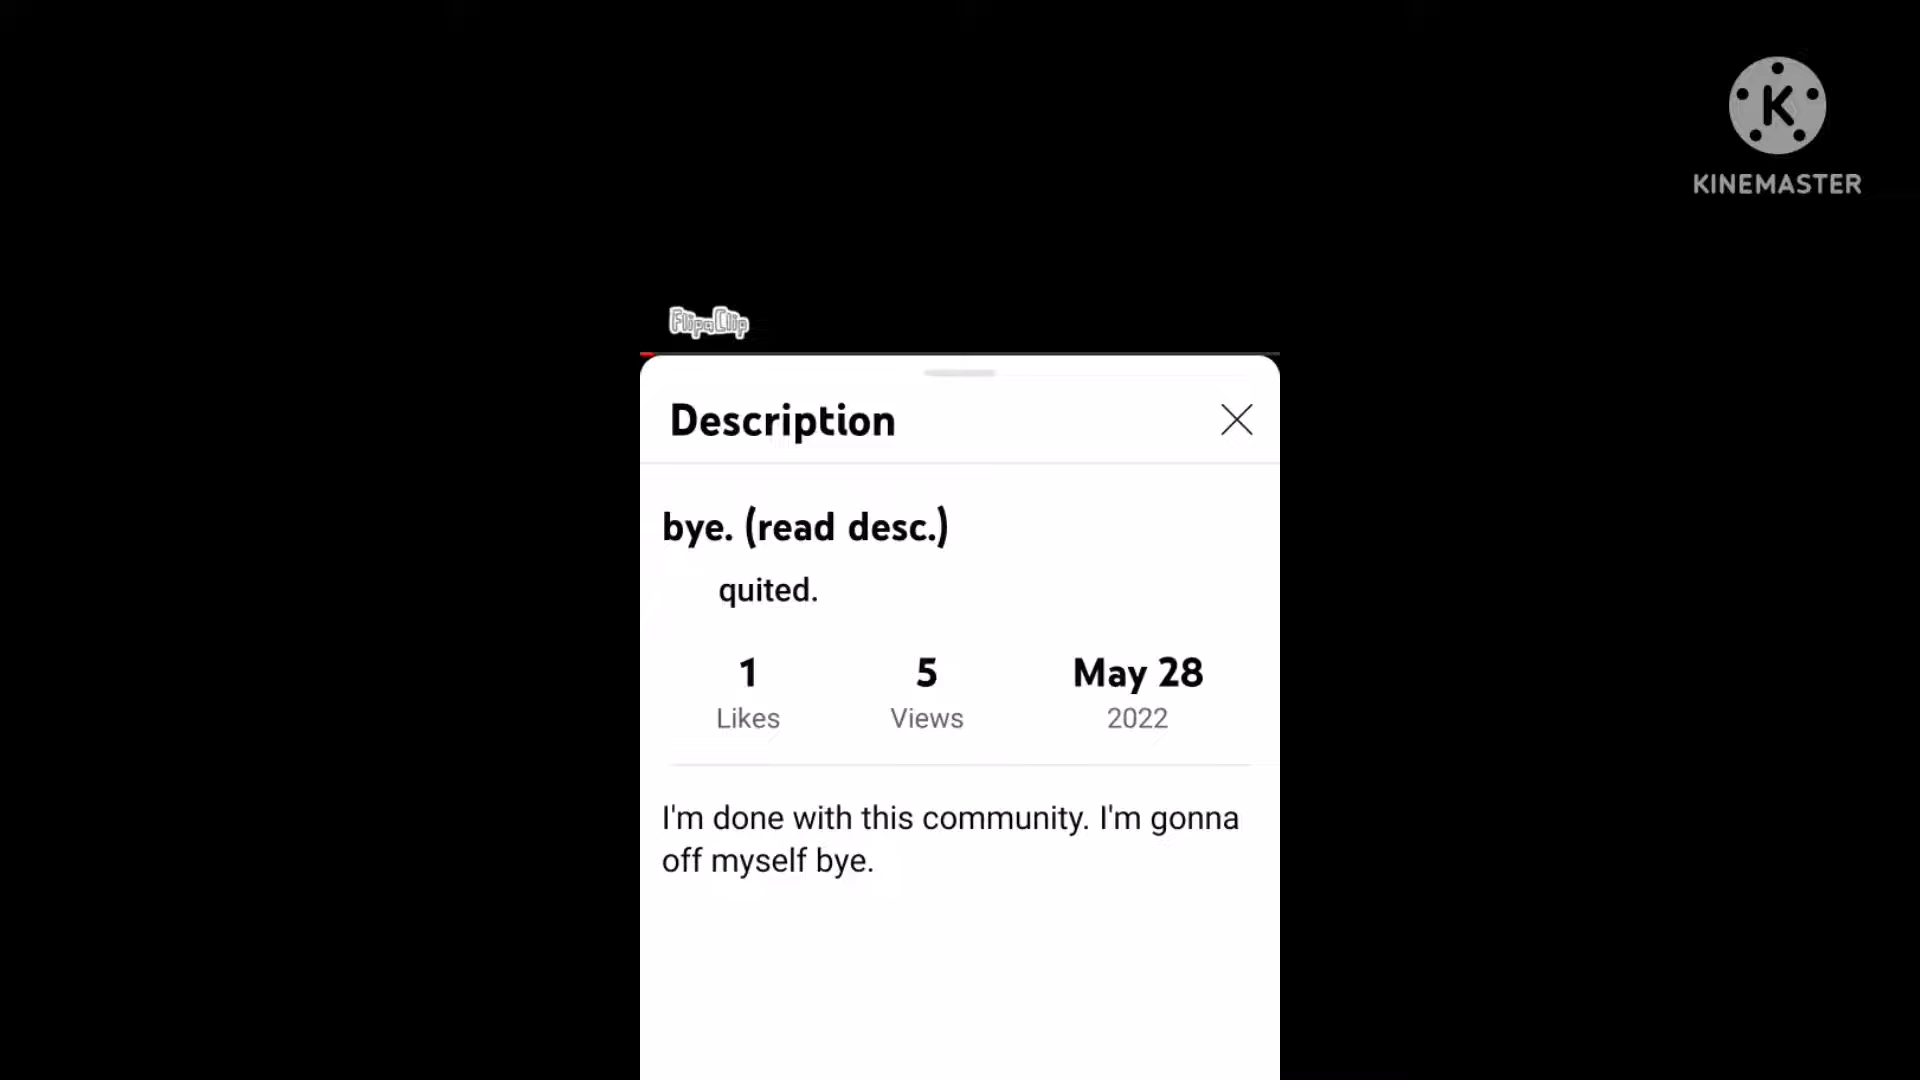 KINEMASTER
FlipaClip
Description
bye. (read desc.)
quited.
1 5 May 28
Likes Views 2022
I'm done with this community. I'm gonna
off myself bye.